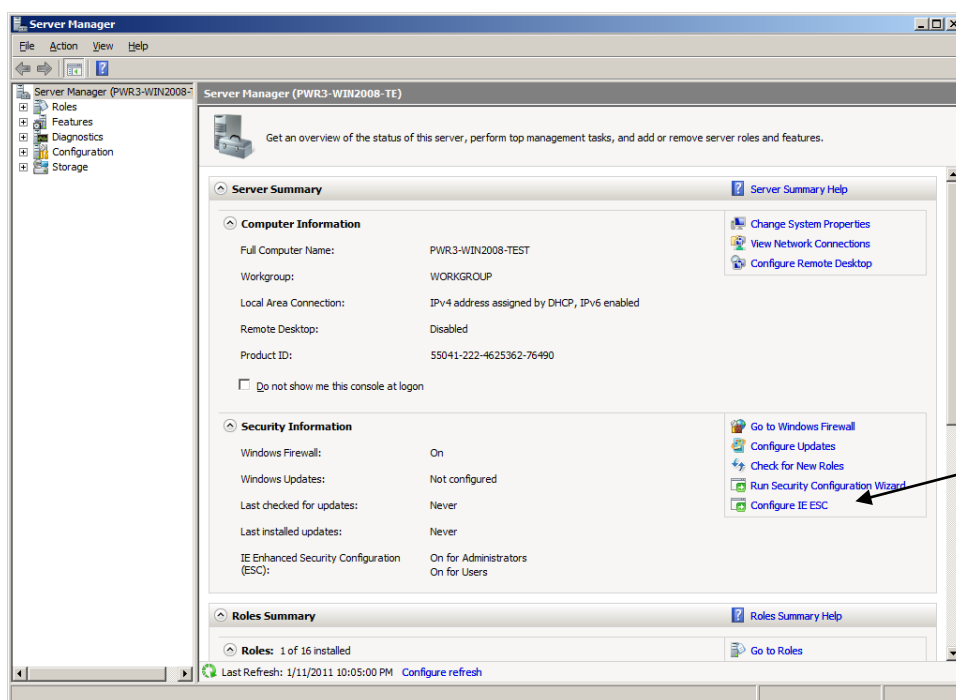 Server Manager
File Action View Help
Server Manager (PWR3-WIN2008-T
Roles
Features
Diagnostics
Configuration
Storage
Server Manager (PWR3-WIN2008-TE)
Get an overview of the status of this server, perform top management tasks, and add or remove server roles and features.
Server Summary
Server Summary Help
Computer Information
Full Computer Name: PWR3-WIN2008-TEST
Workgroup: WORKGROUP
Local Area Connection: IPv4 address assigned by DHCP, IPv6 enabled
Remote Desktop: Disabled
Product ID: 55041-222-4625362-76490
Do not show me this console at logon
Change System Properties
View Network Connections
Configure Remote Desktop
Security Information
Windows Firewall: On
Windows Updates: Not configured
Last checked for updates: Never
Last installed updates: Never
IE Enhanced Security Configuration On for Administrators
(ESC): On for Users
Go to Windows Firewall
Configure Updates
Check for New Roles
Run Security Configuration Wizard
Configure IE ESC
Roles Summary
Roles Summary Help
Roles: 1 of 16 installed
Go to Roles
Last Refresh: 1/11/2011 10:05:00 PM Configure refresh